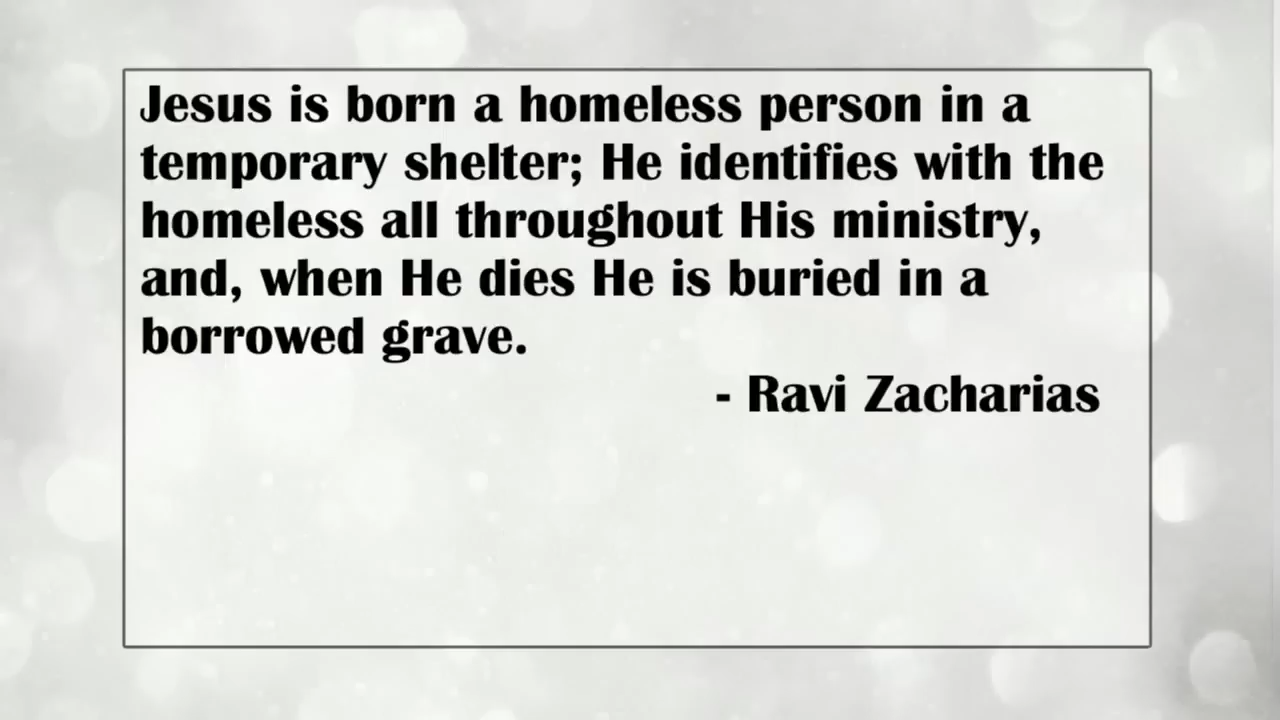 Jesus is born a homeless person in a
temporary shelter; He identifies with the
homeless all throughout His ministry,
and, when He dies He is buried in a
borrowed grave.
- Ravi Zacharias